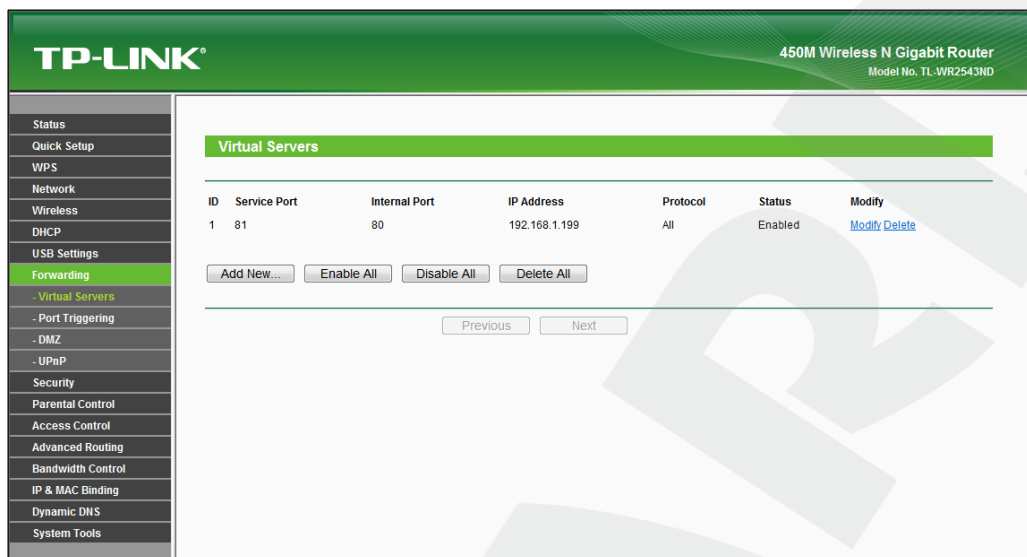 TP-LINK®
450M Wireless N Gigabit Router
Model No. TL-WR2543ND
Status
Quick Setup
WPS
Network
Wireless
DHCP
USB Settings
Forwarding
- Virtual Servers
- Port Triggering
- DMZ
- UPnP
Security
Parental Control
Access Control
Advanced Routing
Bandwidth Control
IP & MAC Binding
Dynamic DNS
System Tools
Virtual Servers
ID Service Port Internal Port IP Address Protocol Status Modify
1 81 80 192.168.1.199 All Enabled Modify Delete
Add New... Enable All Disable All Delete All
Previous Next